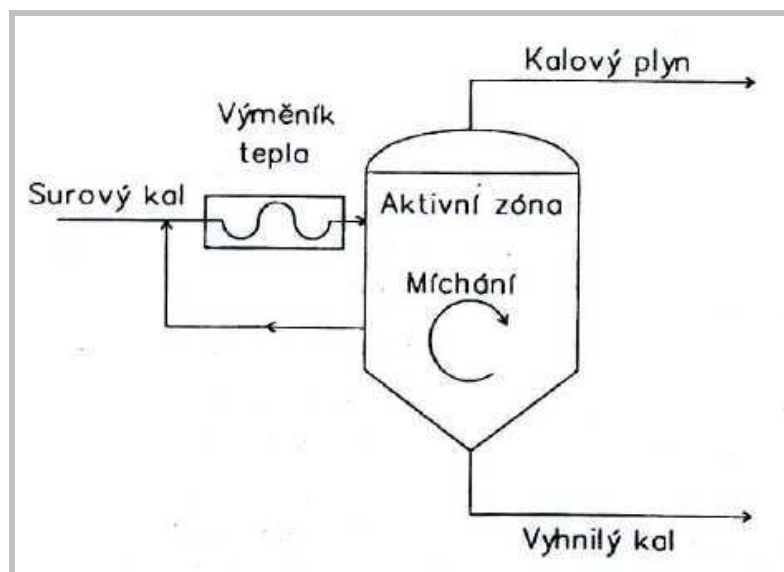 Kalový plyn
Výměník
tepla
Surový kal
Aktivní zóna
Míchání
Vyhnilý kal